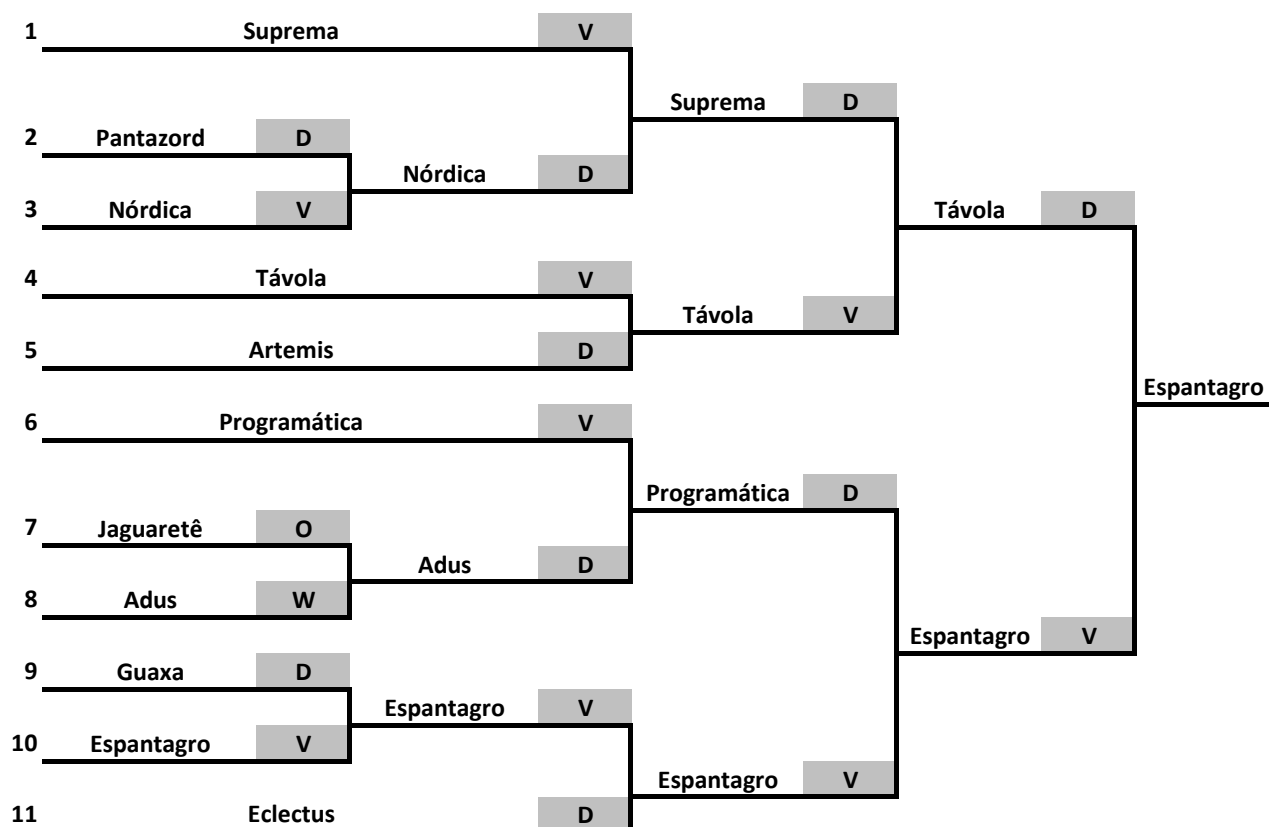 1 Suprema V
Suprema D
2 Pantazord D
Nórdica D
3 Nórdica V
Távola D
4 Távola V
Távola V
5 Artemis D
Espantagro
6 Programática V
Programática D
7 Jaguaretê O
Adus D
8 Adus W
Espantagro V
9 Guaxa D
Espantagro V
10 Espantagro V
Espantagro V
11 Eclectus D